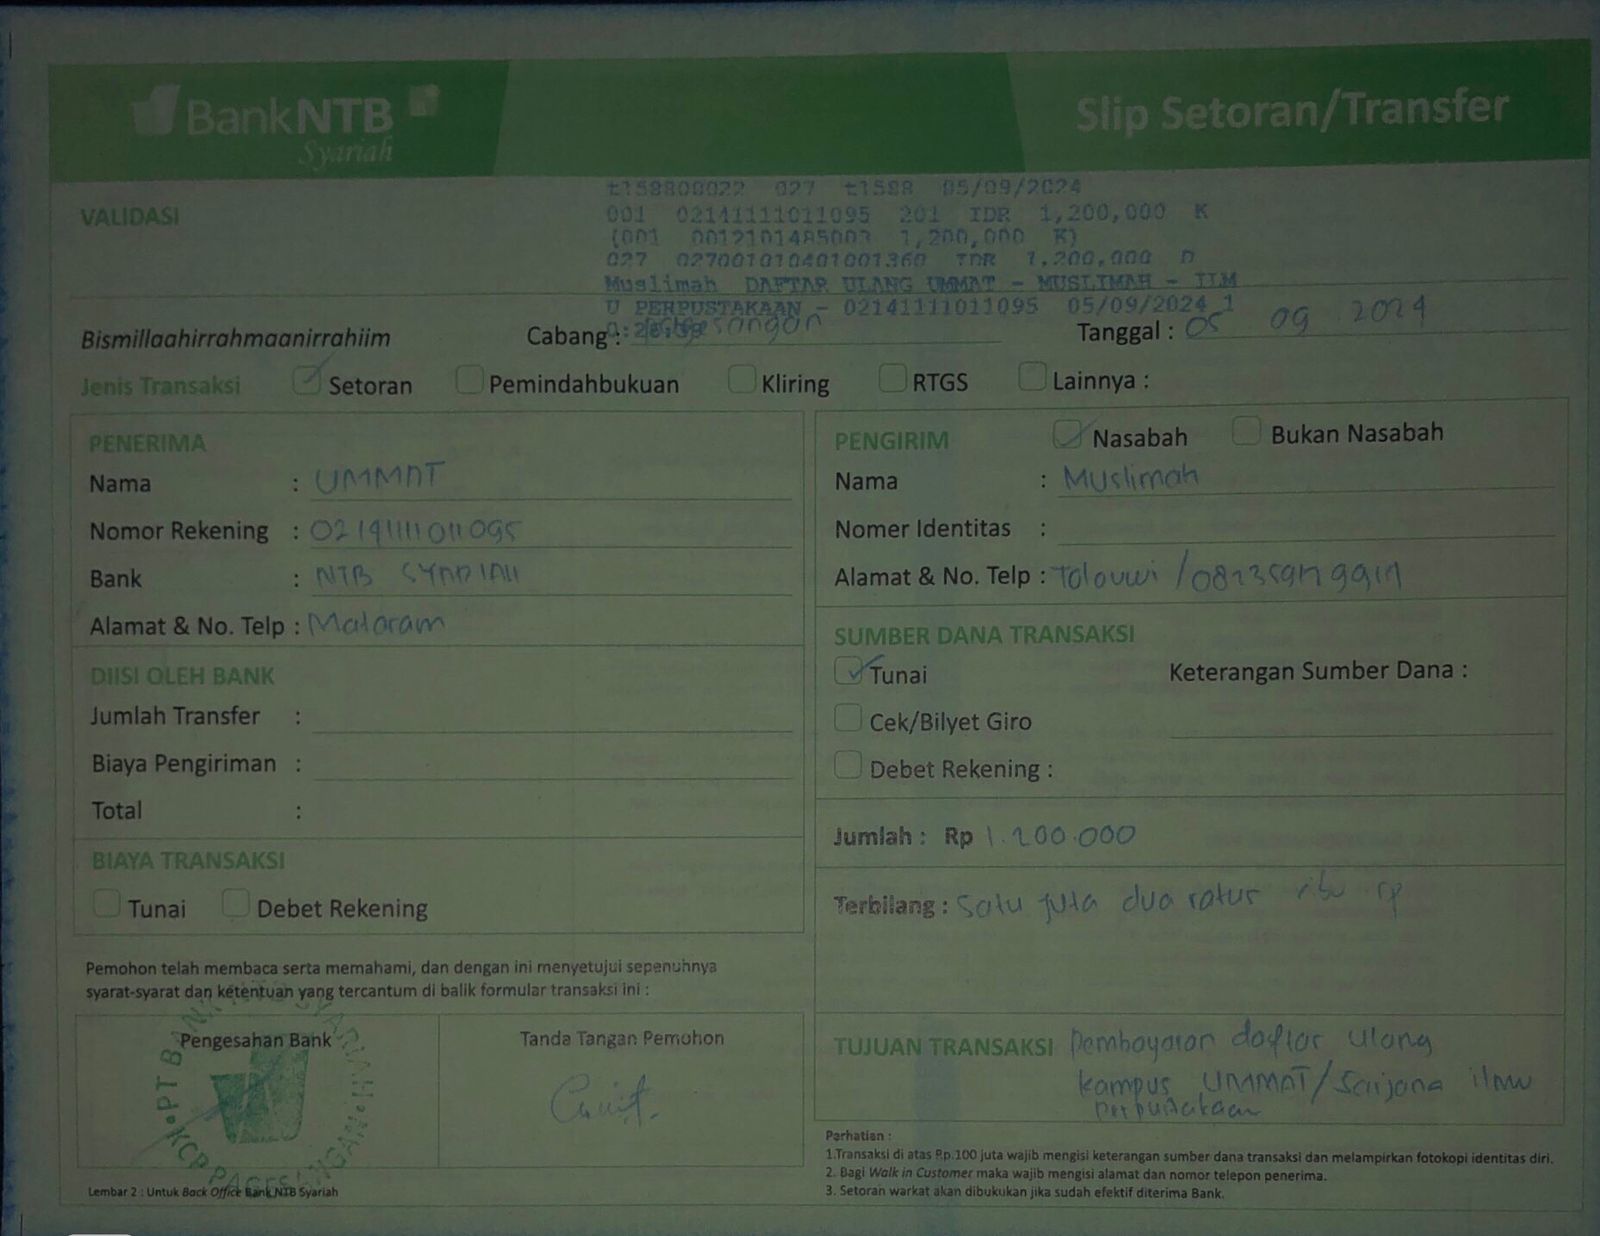 BankNTB Syariah
Slip Setoran/Transfer
VALIDASI
t158800022 027 t1588 05/09/2024
001 02141111011095 201 IDR 1,200,000 K
(001 0012101485003 1,200,000 K)
027 027001010401001360 IDR 1,200,000 D
Muslimah DAFTAR ULANG UMMAT - MUSLIMAH - ILM
U PERPUSTAKAAN - 02141111011095 05/09/2024 1
Bismillaahirrahmaanirrahiim Cabang : Tanggal : 05 09 2024
Jenis Transaksi Setoran Pemindahbukuan Kliring RTGS Lainnya :
PENERIMA
Nama : UMMAT
Nomor Rekening : 02141111011095
Bank : NTB SYARIAH
Alamat & No. Telp : Mataram
DIISI OLEH BANK
Jumlah Transfer :
Biaya Pengiriman :
Total :
BIAYA TRANSAKSI
Tunai Debet Rekening
PENGIRIM Nasabah Bukan Nasabah
Nama : Muslimah
Nomer Identitas :
Alamat & No. Telp :
SUMBER DANA TRANSAKSI
Tunai Keterangan Sumber Dana :
Cek/Bilyet Giro
Debet Rekening :
Jumlah : Rp 1.200.000
Terbilang : Satu juta dua ratus ribu rp
Pemohon telah membaca serta memahami, dan dengan ini menyetujui sepenuhnya
syarat-syarat dan ketentuan yang tercantum di balik formular transaksi ini :
Pengesahan Bank
PT BANK NTB SYARIAH
KCP PAGESANGAN
Tanda Tangan Pemohon
Lembar 2 : Untuk Back Office Bank NTB Syariah
TUJUAN TRANSAKSI Pembayaran daftar ulang
kampus UMMAT/Sarjana ilmu
perpustakaan
Perhatian :
1.Transaksi di atas Rp.100 juta wajib mengisi keterangan sumber dana transaksi dan melampirkan fotokopi identitas diri.
2. Bagi Walk in Customer maka wajib mengisi alamat dan nomor telepon penerima.
3. Setoran warkat akan dibukukan jika sudah efektif diterima Bank.